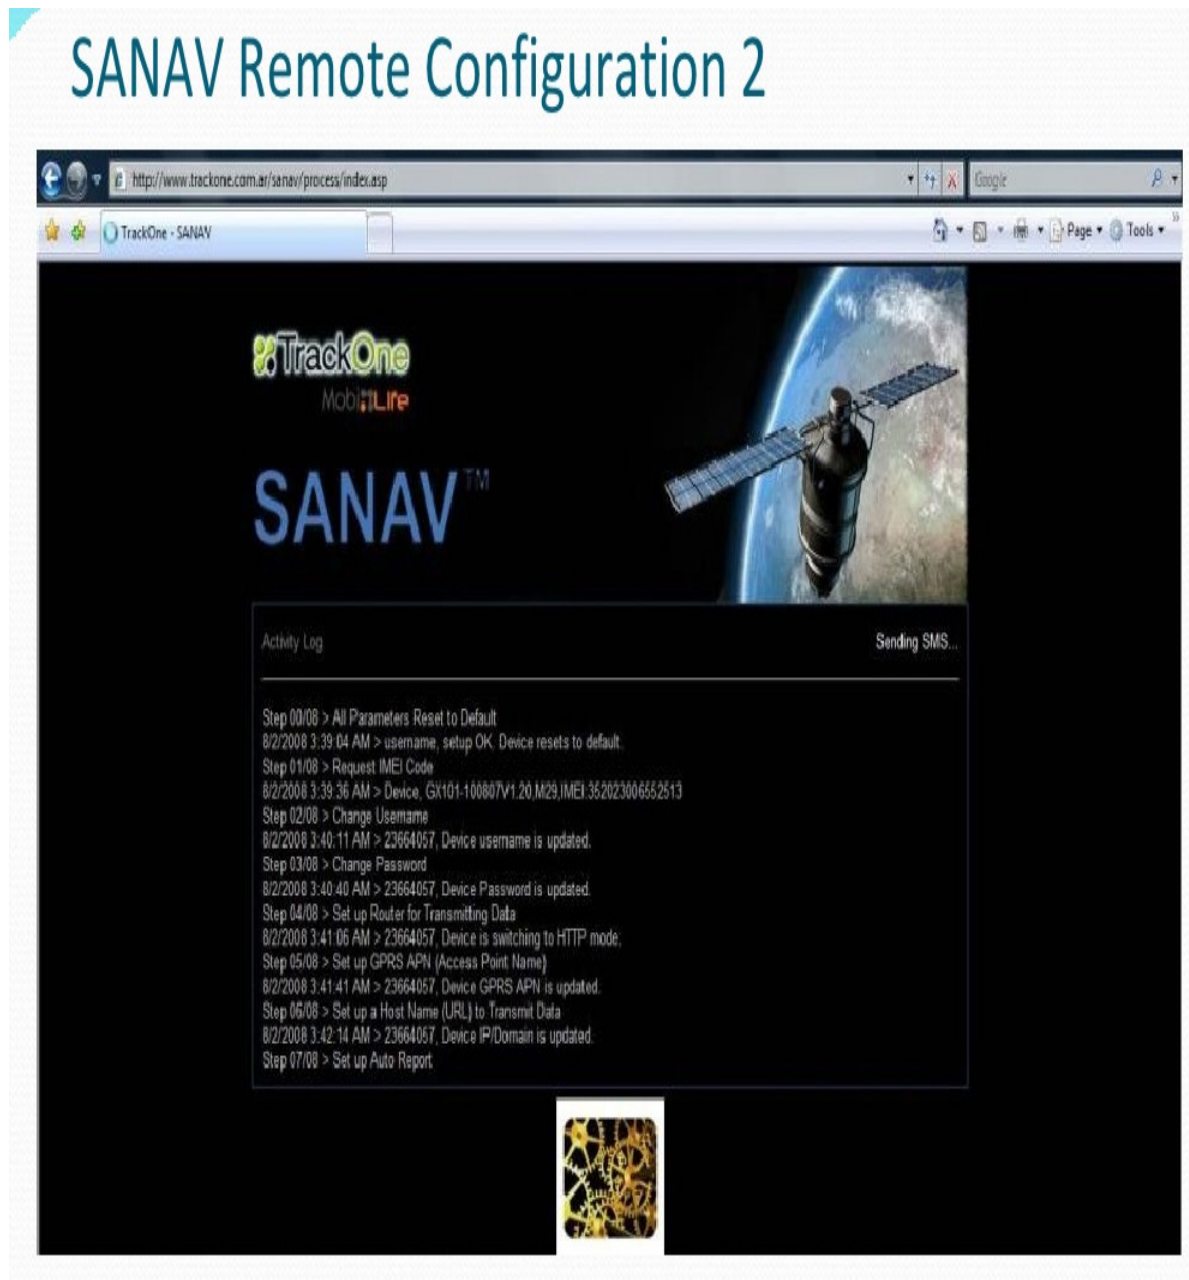 SANAV Remote Configuration 2
http://www.trackone.com.ar/sanav/process/index.asp
Google
TrackOne - SANAV
Page
Tools
TrackOne
MobiLife
SANAV™
Activity Log
Sending SMS...
Step 00/08 > All Parameters Reset to Default
8/2/2008 3:39:04 AM > username, setup OK. Device resets to default.
Step 01/08 > Request IMEI Code
8/2/2008 3:39:36 AM > Device, GX101-100807V1.20,M29,IMEI:352023006552513
Step 02/08 > Change Username
8/2/2008 3:40:11 AM > 23664057, Device username is updated.
Step 03/08 > Change Password
8/2/2008 3:40:40 AM > 23664057, Device Password is updated.
Step 04/08 > Set up Router for Transmitting Data
8/2/2008 3:41:06 AM > 23664057, Device is switching to HTTP mode;
Step 05/08 > Set up GPRS APN (Access Point Name)
8/2/2008 3:41:41 AM > 23664057, Device GPRS APN is updated.
Step 06/08 > Set up a Host Name (URL) to Transmit Data
8/2/2008 3:42:14 AM > 23664057, Device IP/Domain is updated.
Step 07/08 > Set up Auto Report